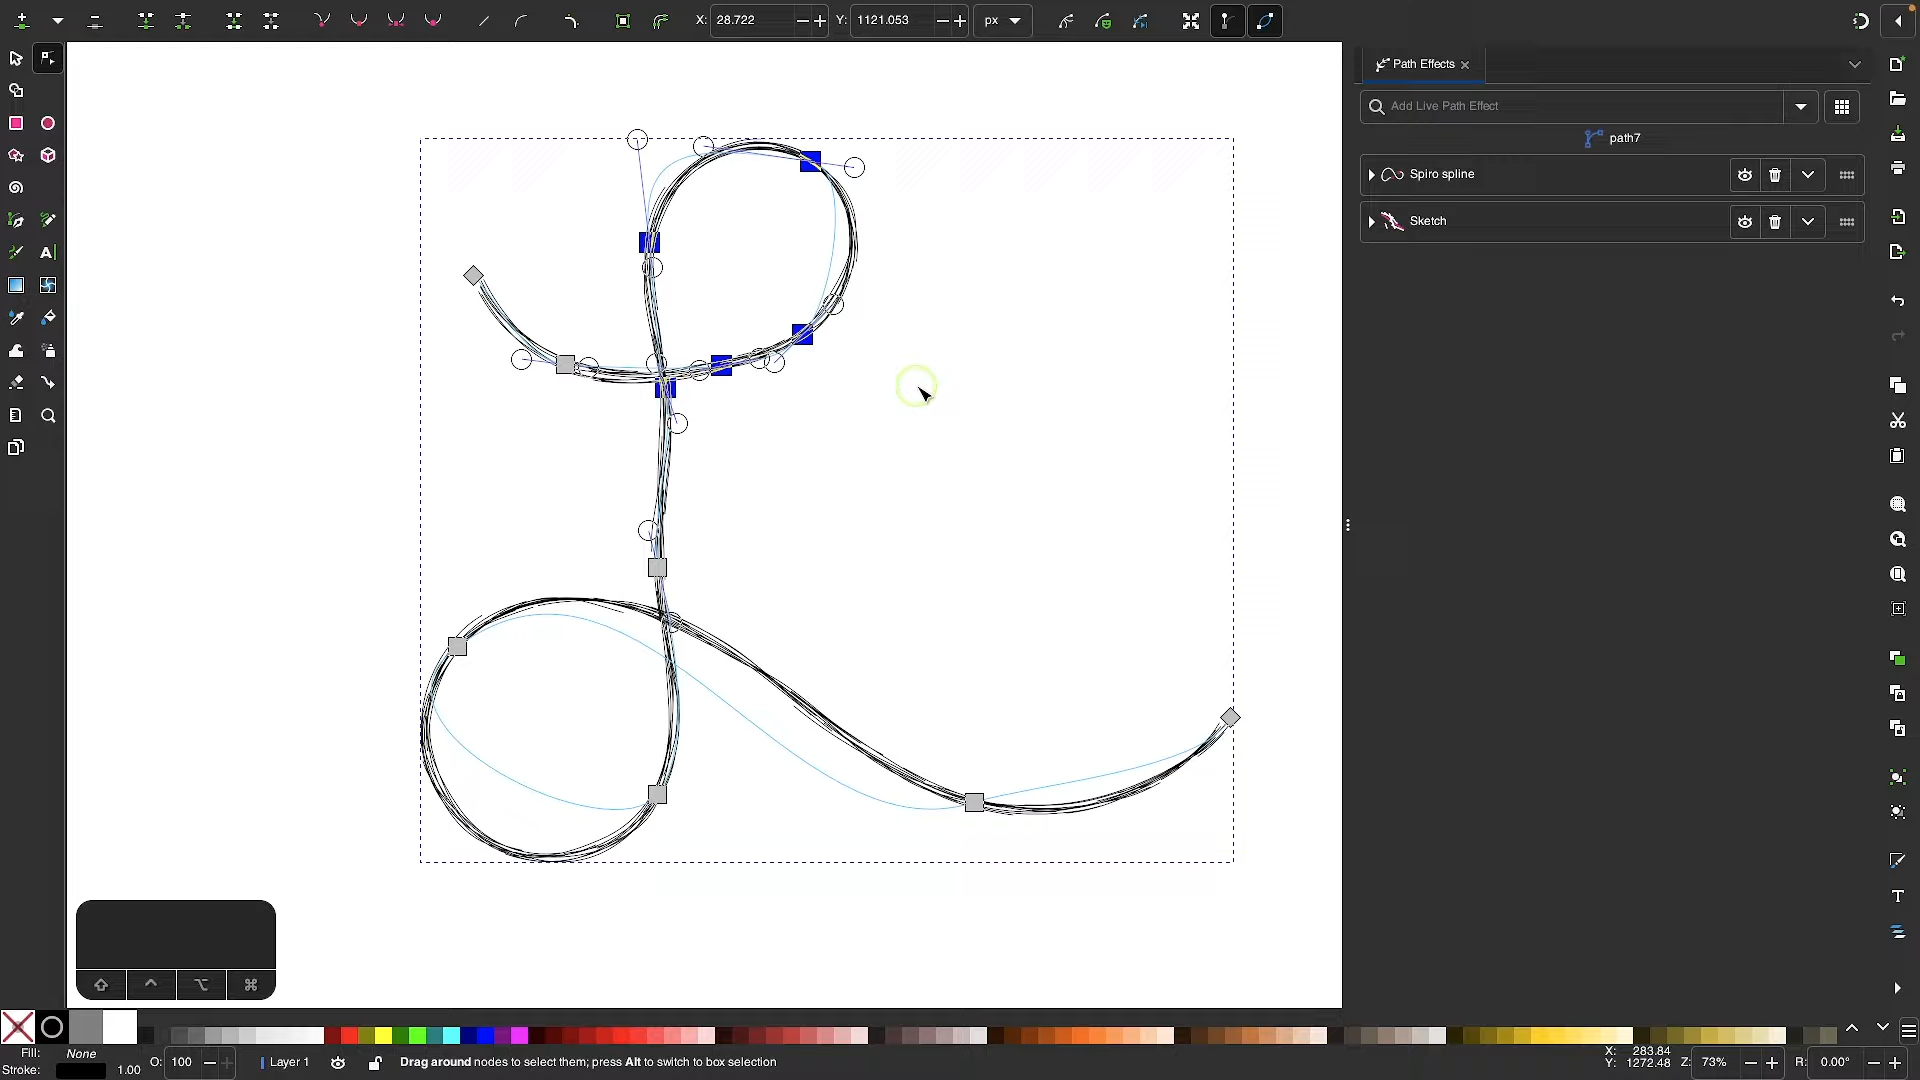 X: 28.722 Y: 1121.053 px
Path Effects
Add Live Path Effect
path7
Spiro spline
Sketch
Fill: None O: 100 Layer 1 Drag around nodes to select them; press Alt to switch to box selection X: 283.84 Z: 73% R: 0.00°
Stroke: 1.00 Y: 1272.48